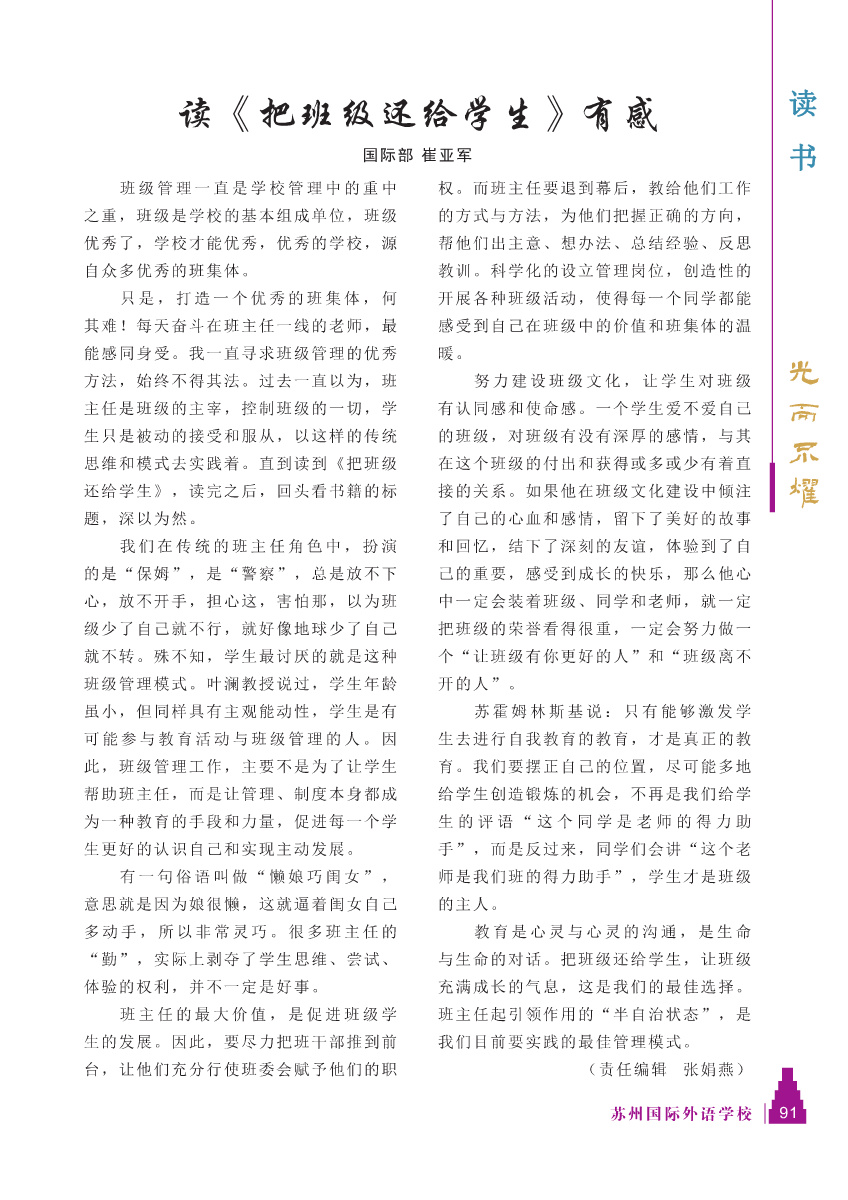 读《把班级还给学生》有感
国际部 崔亚军
班级管理一直是学校管理中的重中
之重，班级是学校的基本组成单位，班级
优秀了，学校才能优秀，优秀的学校，源
自众多优秀的班集体。
只是，打造一个优秀的班集体，何
其难！每天奋斗在班主任一线的老师，最
能感同身受。我一直寻求班级管理的优秀
方法，始终不得其法。过去一直以为，班
主任是班级的主宰，控制班级的一切，学
生只是被动的接受和服从，以这样的传统
思维和模式去实践着。直到读到《把班级
还给学生》，读完之后，回头看书籍的标
题，深以为然。
我们在传统的班主任角色中，扮演
的是“保姆”，是“警察”，总是放不下
心，放不开手，担心这，害怕那，以为班
级少了自己就不行，就好像地球少了自己
就不转。殊不知，学生最讨厌的就是这种
班级管理模式。叶澜教授说过，学生年龄
虽小，但同样具有主观能动性，学生是有
可能参与教育活动与班级管理的人。因
此，班级管理工作，主要不是为了让学生
帮助班主任，而是让管理、制度本身都成
为一种教育的手段和力量，促进每一个学
生更好的认识自己和实现主动发展。
有一句俗语叫做“懒娘巧闺女”，
意思就是因为娘很懒，这就逼着闺女自己
多动手，所以非常灵巧。很多班主任的
“勤”，实际上剥夺了学生思维、尝试、
体验的权利，并不一定是好事。
班主任的最大价值，是促进班级学
生的发展。因此，要尽力把班干部推到前
台，让他们充分行使班委会赋予他们的职
权。而班主任要退到幕后，教给他们工作
的方式与方法，为他们把握正确的方向，
帮他们出主意、想办法、总结经验、反思
教训。科学化的设立管理岗位，创造性的
开展各种班级活动，使得每一个同学都能
感受到自己在班级中的价值和班集体的温
暖。
努力建设班级文化，让学生对班级
有认同感和使命感。一个学生爱不爱自己
的班级，对班级有没有深厚的感情，与其
在这个班级的付出和获得或多或少有着直
接的关系。如果他在班级文化建设中倾注
了自己的心血和感情，留下了美好的故事
和回忆，结下了深刻的友谊，体验到了自
己的重要，感受到成长的快乐，那么他心
中一定会装着班级、同学和老师，就一定
把班级的荣誉看得很重，一定会努力做一
个“让班级有你更好的人”和“班级离不
开的人”。
苏霍姆林斯基说：只有能够激发学
生去进行自我教育的教育，才是真正的教
育。我们要摆正自己的位置，尽可能多地
给学生创造锻炼的机会，不再是我们给学
生的评语“这个同学是老师的得力助
手”，而是反过来，同学们会讲“这个老
师是我们班的得力助手”，学生才是班级
的主人。
教育是心灵与心灵的沟通，是生命
与生命的对话。把班级还给学生，让班级
充满成长的气息，这是我们的最佳选择。
班主任起引领作用的“半自治状态”，是
我们目前要实践的最佳管理模式。
（责任编辑 张娟燕）
读书
光而不耀
苏州国际外语学校 91